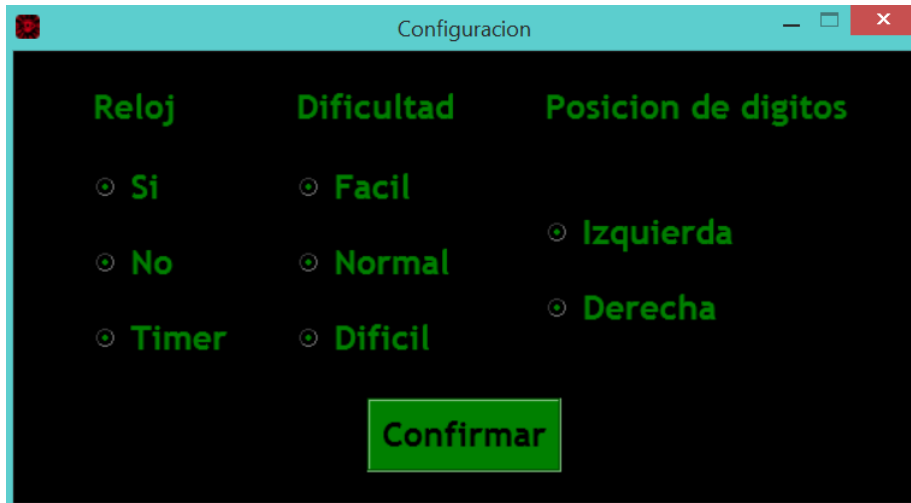 Configuracion
Reloj
Si
No
Timer
Dificultad
Facil
Normal
Dificil
Posicion de digitos
Izquierda
Derecha
Confirmar